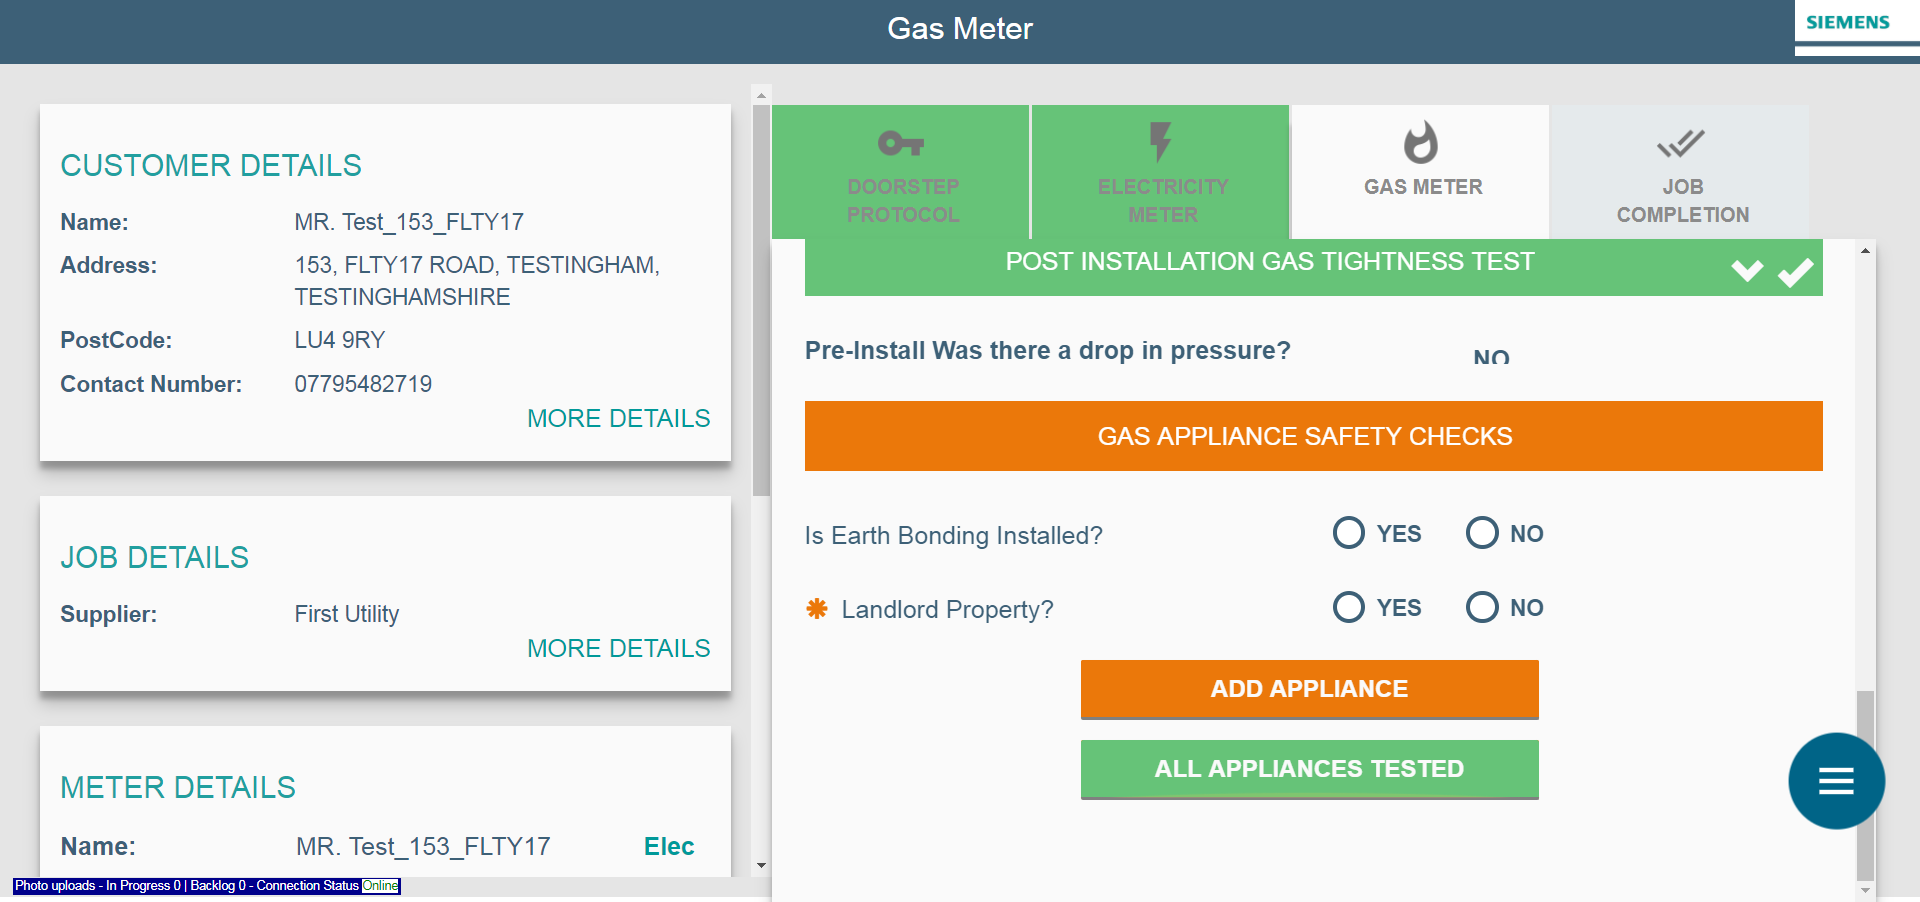 Gas Meter
SIEMENS
CUSTOMER DETAILS
Name: MR. Test_153_FLTY17
Address: 153, FLTY17 ROAD, TESTINGHAM,
TESTINGHAMSHIRE
PostCode: LU4 9RY
Contact Number: 07795482719
MORE DETAILS
JOB DETAILS
Supplier: First Utility
MORE DETAILS
METER DETAILS
Name: MR. Test_153_FLTY17 Elec
Photo uploads - In Progress 0 | Backlog 0 - Connection Status Online
DOORSTEP
PROTOCOL
ELECTRICITY
METER
GAS METER
JOB
COMPLETION
POST INSTALLATION GAS TIGHTNESS TEST
Pre-Install Was there a drop in pressure? NO
GAS APPLIANCE SAFETY CHECKS
Is Earth Bonding Installed? YES NO
Landlord Property? YES NO
ADD APPLIANCE
ALL APPLIANCES TESTED